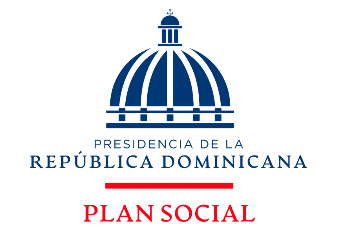 PRESIDENCIA DE LA
REPÚBLICA DOMINICANA
PLAN SOCIAL